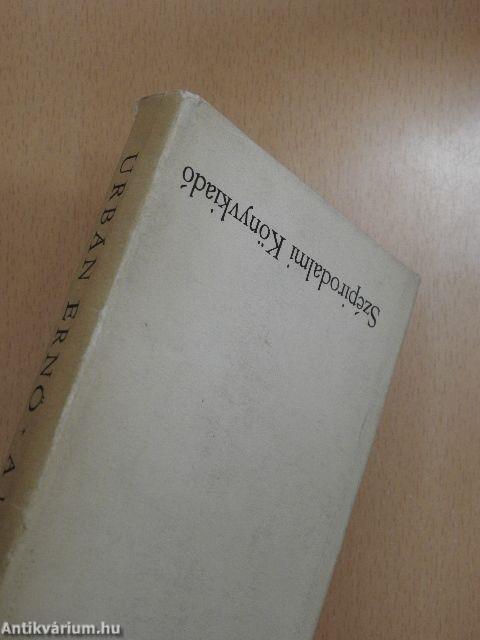 URBÁN ERNŐ · A
Szépirodalmi Könyvkiadó
Antikvárium.hu